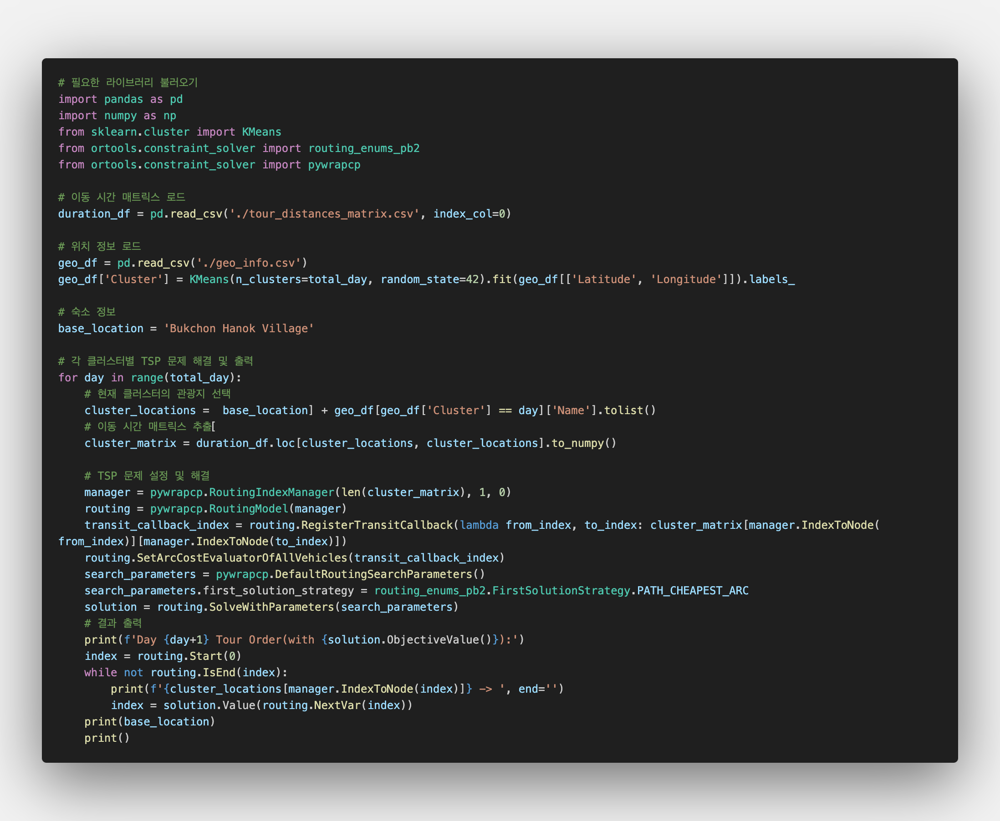 # 필요한 라이브러리 불러오기
import pandas as pd
import numpy as np
from sklearn.cluster import KMeans
from ortools.constraint_solver import routing_enums_pb2
from ortools.constraint_solver import pywrapcp

# 이동 시간 매트릭스 로드
duration_df = pd.read_csv('./tour_distances_matrix.csv', index_col=0)

# 위치 정보 로드
geo_df = pd.read_csv('./geo_info.csv')
geo_df['Cluster'] = KMeans(n_clusters=total_day, random_state=42).fit(geo_df[['Latitude', 'Longitude']]).labels_

# 숙소 정보
base_location = 'Bukchon Hanok Village'

# 각 클러스터별 TSP 문제 해결 및 출력
for day in range(total_day):
    # 현재 클러스터의 관광지 선택
    cluster_locations =  base_location] + geo_df[geo_df['Cluster'] == day]['Name'].tolist()
    # 이동 시간 매트릭스 추출[
    cluster_matrix = duration_df.loc[cluster_locations, cluster_locations].to_numpy()

    # TSP 문제 설정 및 해결
    manager = pywrapcp.RoutingIndexManager(len(cluster_matrix), 1, 0)
    routing = pywrapcp.RoutingModel(manager)
    transit_callback_index = routing.RegisterTransitCallback(lambda from_index, to_index: cluster_matrix[manager.IndexToNode(
from_index)][manager.IndexToNode(to_index)])
    routing.SetArcCostEvaluatorOfAllVehicles(transit_callback_index)
    search_parameters = pywrapcp.DefaultRoutingSearchParameters()
    search_parameters.first_solution_strategy = routing_enums_pb2.FirstSolutionStrategy.PATH_CHEAPEST_ARC
    solution = routing.SolveWithParameters(search_parameters)
    # 결과 출력
    print(f'Day {day+1} Tour Order(with {solution.ObjectiveValue()}):')
    index = routing.Start(0)
    while not routing.IsEnd(index):
        print(f'{cluster_locations[manager.IndexToNode(index)]} -> ', end='')
        index = solution.Value(routing.NextVar(index))
    print(base_location)
    print()